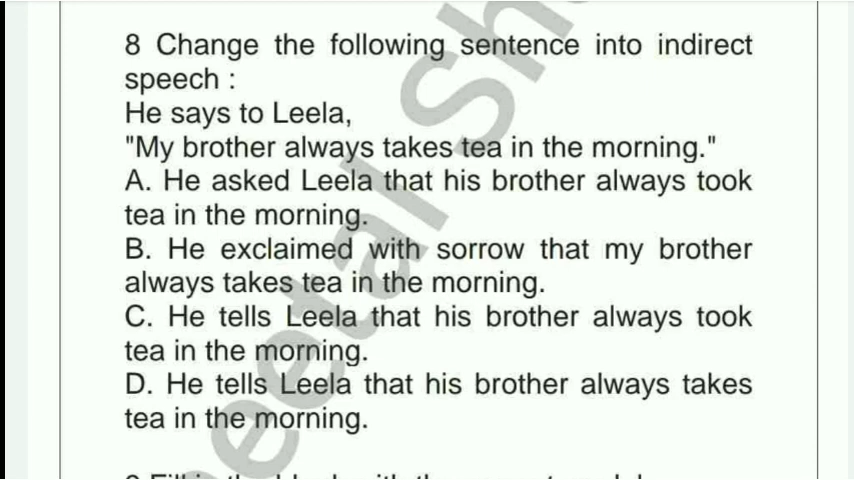 8 Change the following sentence into indirect
speech :
He says to Leela,
"My brother always takes tea in the morning."
A. He asked Leela that his brother always took
tea in the morning.
B. He exclaimed with sorrow that my brother
always takes tea in the morning.
C. He tells Leela that his brother always took
tea in the morning.
D. He tells Leela that his brother always takes
tea in the morning.